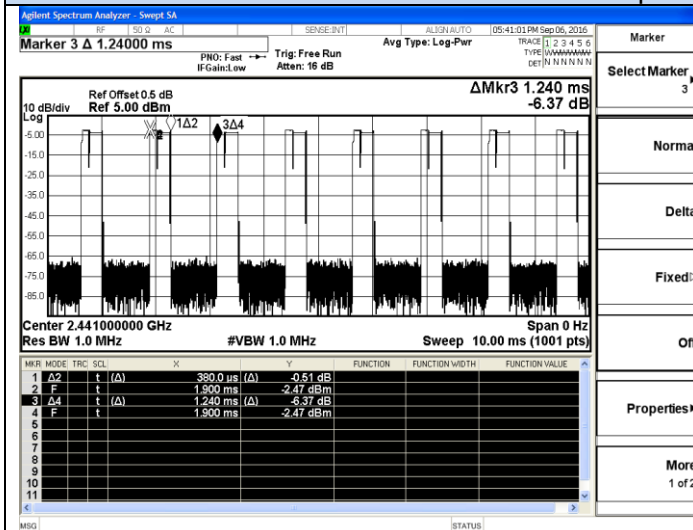 Agilent Spectrum Analyzer - Swept SA
RF 50 Ω AC SENSE:INT ALIGN AUTO 05:41:01 PM Sep 06, 2016
Marker 3 Δ 1.24000 ms
PNO: Fast
IFGain:Low
Trig: Free Run
Atten: 16 dB
Avg Type: Log-Pwr
TRACE 1 2 3 4 5 6
TYPE
DET N N N N N N
Marker
Select Marker
3
Ref Offset 0.5 dB
10 dB/div Ref 5.00 dBm
ΔMkr3 1.240 ms
-6.37 dB
Log
1Δ2
3Δ4
-5.00
-15.0
-25.0
-35.0
-45.0
-55.0
-65.0
-75.0
-85.0
Center 2.441000000 GHz Span 0 Hz
Res BW 1.0 MHz #VBW 1.0 MHz Sweep 10.00 ms (1001 pts)
MKR MODE TRC SCL X Y FUNCTION FUNCTION WIDTH FUNCTION VALUE
1 Δ2 t (Δ) 380.0 µs (Δ) -0.51 dB
2 F t 1.900 ms -2.47 dBm
3 Δ4 t (Δ) 1.240 ms (Δ) -6.37 dB
4 F t 1.900 ms -2.47 dBm
5
6
7
8
9
10
11
Norma
Delta
Fixed
Of
Properties
More
1 of 2
MSG STATUS